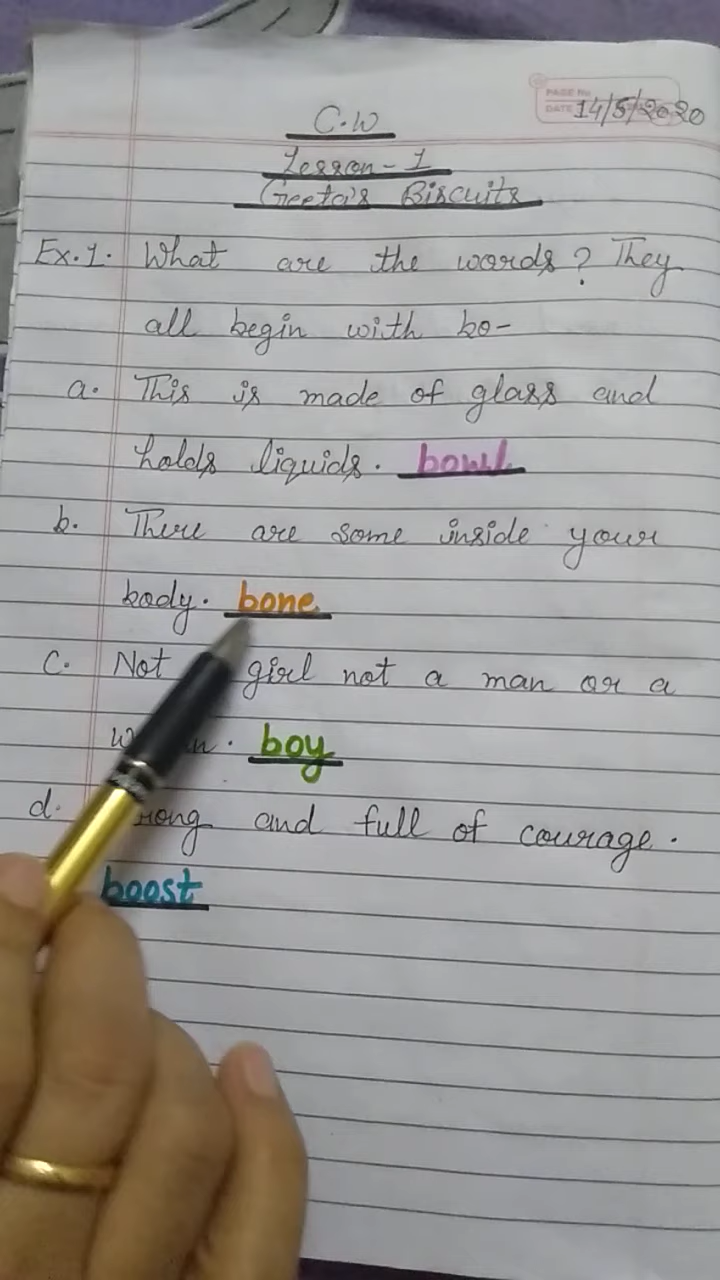 PAGE No
DATE 14/5/2020
C.W
Lesson-1
Geeta's Biscuits
Ex.1. What are the words? They
all begin with bo-
a. This is made of glass and
holds liquids. bowl
b. There are some inside your
body. bone
c. Not girl not a man or a
boy
d. and full of courage.
boost